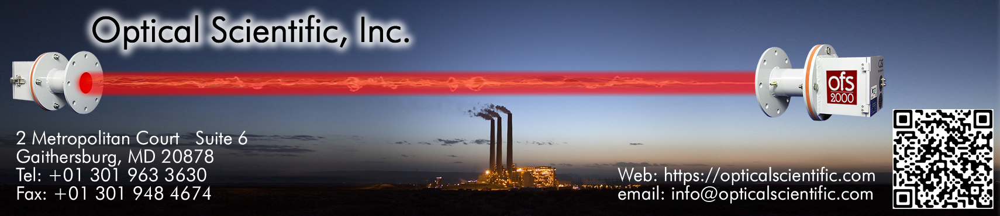 Optical Scientific, Inc.
ofs
2000
2 Metropolitan Court Suite 6
Gaithersburg, MD 20878
Tel: +01 301 963 3630
Fax: +01 301 948 4674
Web: https://opticalscientific.com
email: info@opticalscientific.com